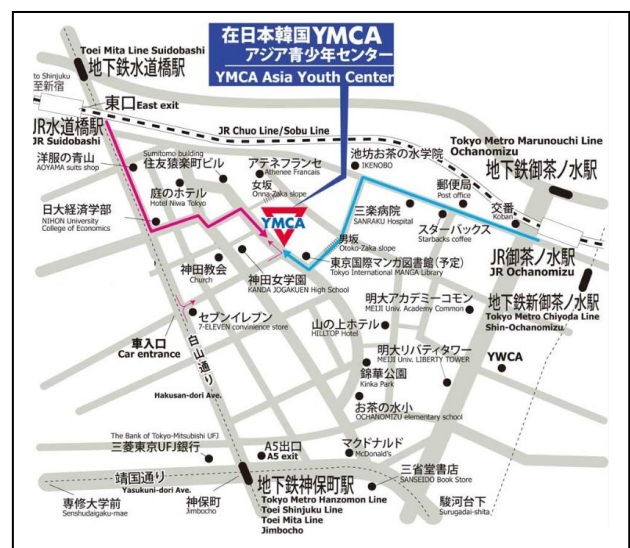 在日本韓国YMCA
アジア青少年センター
YMCA Asia Youth Center
Toei Mita Line Suidobashi
地下鉄水道橋駅
to Shinjuku
至新宿
東口East exit
JR水道橋駅
JR Suidobashi
JR Chuo Line/Sobu Line
Tokyo Metro Marunouchi Line
Ochanomizu
地下鉄御茶ノ水駅
洋服の青山
AOYAMA suits shop
Sumitomo building
住友猿楽町ビル
アテネフランセ
Athenee Francais
池坊お茶の水学院
IKENOBO
庭のホテル
Hotel Niwa Tokyo
女坂
Onna-Zaka slope
郵便局
Post office
交番
Koban
日大経済学部
NIHON University
College of Economics
YMCA
三楽病院
SANRAKU Hospital
スターバックス
Starbacks coffee
男坂
Otoko-Zaka slope
JR御茶ノ水駅
JR Ochanomizu
神田教会
Church
神田女学園
KANDA JOGAKUEN High School
東京国際マンガ図書館(予定)
Tokyo International MANGA Library
地下鉄新御茶ノ水駅
Tokyo Metro Chiyoda Line
Shin-Ochanomizu
セブンイレブン
7-ELEVEN convinience store
明大アカデミーコモン
MEIJI Univ. Academy Common
車入口
Car entrance
山の上ホテル
HILLTOP Hotel
明大リバティタワー
MEIJI Univ. LIBERTY TOWER
YWCA
白山通り
Hakusan-dori Ave.
錦華公園
Kinka Park
お茶の水小
OCHANOMIZU elementary school
The Bank of Tokyo-Mitsubishi UFJ
三菱東京UFJ銀行
A5出口
A5 exit
マクドナルド
McDonald's
靖国通り
Yasukuni-dori Ave.
地下鉄神保町駅
Tokyo Metro Hanzomon Line
Toei Shinjuku Line
Toei Mita Line
Jimbocho
三省堂書店
SANSEIDO Book Store
専修大学前
Senshudaigaku-mae
神保町
Jimbocho
駿河台下
Surugadai-shita